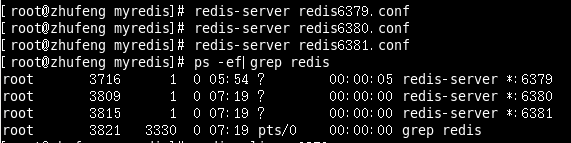 [root@zhufeng myredis]# redis-server redis6379.conf
[root@zhufeng myredis]# redis-server redis6380.conf
[root@zhufeng myredis]# redis-server redis6381.conf
[root@zhufeng myredis]# ps -ef|grep redis
root 3716 1 0 05:54 ? 00:00:05 redis-server *:6379
root 3809 1 0 07:19 ? 00:00:00 redis-server *:6380
root 3815 1 0 07:19 ? 00:00:00 redis-server *:6381
root 3821 3330 0 07:19 pts/0 00:00:00 grep redis